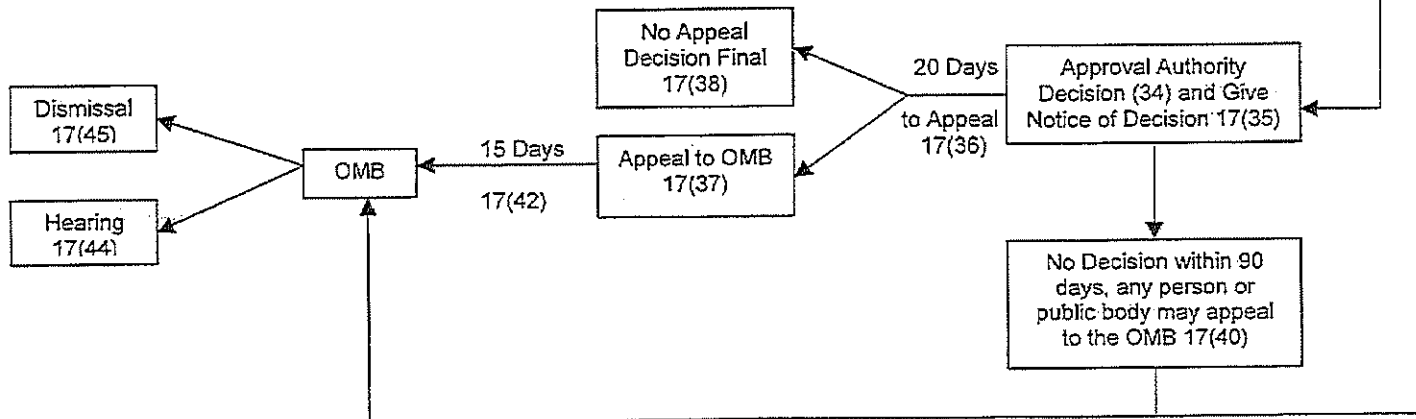 No Appeal
Decision Final
17(38)
20 Days
to Appeal
17(36)
Approval Authority
Decision (34) and Give
Notice of Decision 17(35)
Dismissal
17(45)
OMB
15 Days
17(42)
Appeal to OMB
17(37)
Hearing
17(44)
No Decision within 90
days, any person or
public body may appeal
to the OMB 17(40)